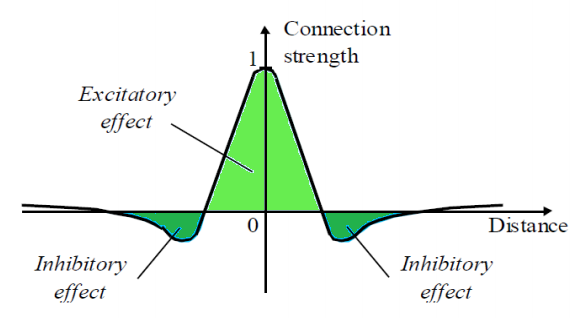 Connection
strength
1
Excitatory
effect
0
Distance
Inhibitory
effect
Inhibitory
effect